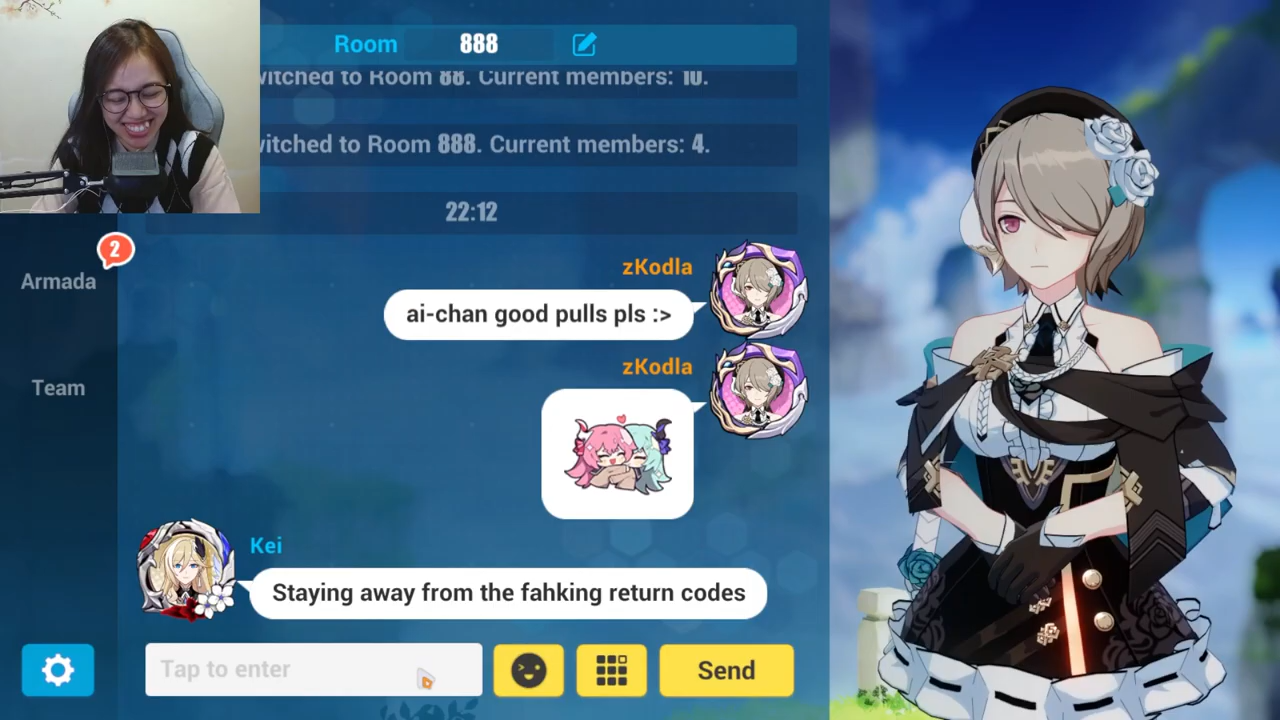 Room 888
witched to Room 88. Current members: 10.
witched to Room 888. Current members: 4.
22:12
2
Armada
zKodla
ai-chan good pulls pls :>
zKodla
Team
Kei
Staying away from the fahking return codes
Tap to enter
Send